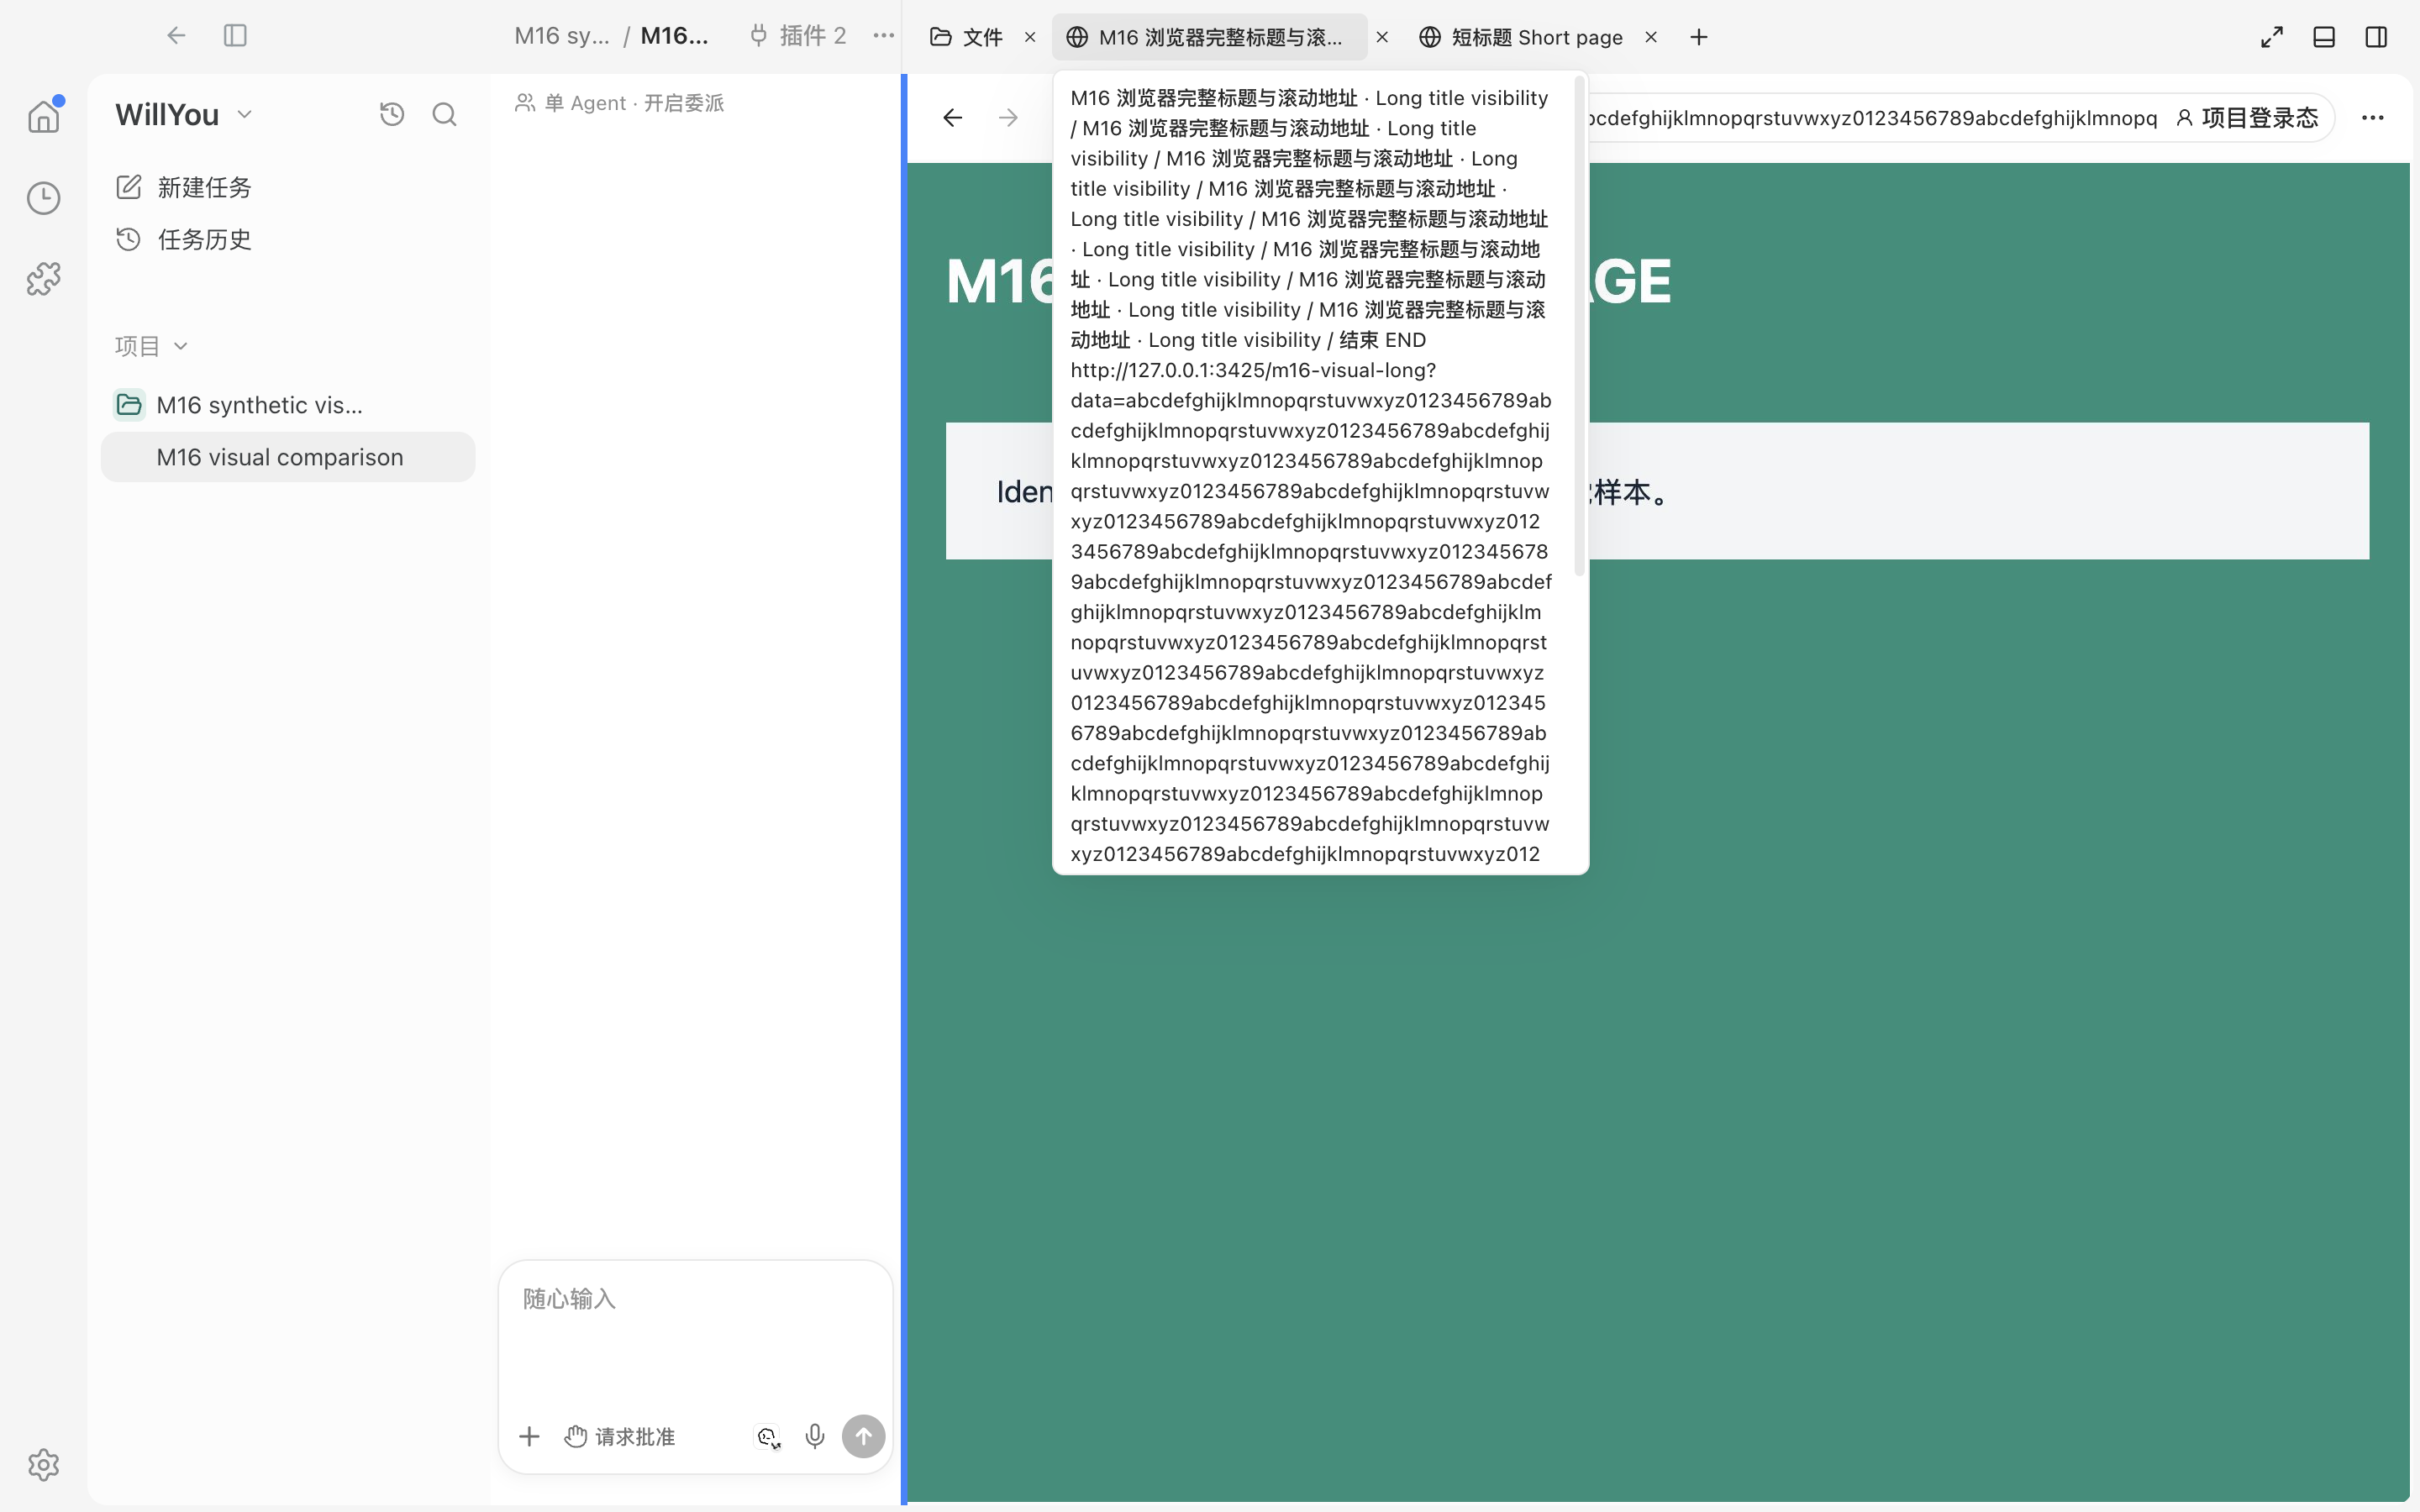 M16 sy... / M16...
插件 2
文件
M16 浏览器完整标题与滚...
短标题 Short page
WillYou
新建任务
任务历史
项目
M16 synthetic vis...
M16 visual comparison
单 Agent · 开启委派
随心输入
请求批准
cdefghijklmnopqrstuvwxyz0123456789abcdefghijklmnopq
项目登录态
M16 浏览器完整标题与滚动地址 · Long title visibility
/ M16 浏览器完整标题与滚动地址 · Long title
visibility / M16 浏览器完整标题与滚动地址 · Long
title visibility / M16 浏览器完整标题与滚动地址 ·
Long title visibility / M16 浏览器完整标题与滚动地址
· Long title visibility / M16 浏览器完整标题与滚动地
址 · Long title visibility / M16 浏览器完整标题与滚动
地址 · Long title visibility / M16 浏览器完整标题与滚
动地址 · Long title visibility / 结束 END
http://127.0.0.1:3425/m16-visual-long?
data=abcdefghijklmnopqrstuvwxyz0123456789ab
cdefghijklmnopqrstuvwxyz0123456789abcdefghij
klmnopqrstuvwxyz0123456789abcdefghijklmnop
qrstuvwxyz0123456789abcdefghijklmnopqrstuvw
xyz0123456789abcdefghijklmnopqrstuvwxyz012
3456789abcdefghijklmnopqrstuvwxyz012345678
9abcdefghijklmnopqrstuvwxyz0123456789abcdef
ghijklmnopqrstuvwxyz0123456789abcdefghijklm
nopqrstuvwxyz0123456789abcdefghijklmnopqrst
uvwxyz0123456789abcdefghijklmnopqrstuvwxyz
0123456789abcdefghijklmnopqrstuvwxyz012345
6789abcdefghijklmnopqrstuvwxyz0123456789ab
cdefghijklmnopqrstuvwxyz0123456789abcdefghij
klmnopqrstuvwxyz0123456789abcdefghijklmnop
qrstuvwxyz0123456789abcdefghijklmnopqrstuvw
xyz0123456789abcdefghijklmnopqrstuvwxyz012
M16
GE
Iden
样本。